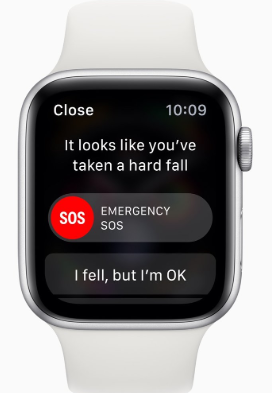 Close 10:09
It looks like you've
taken a hard fall
SOS EMERGENCY
SOS
I fell, but I'm OK